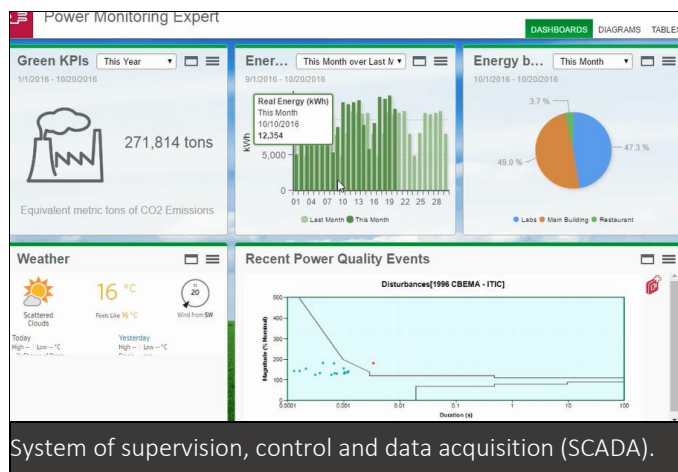 Power Monitoring Expert
DASHBOARDS DIAGRAMS TABLES
Green KPIs This Year
1/1/2016 - 10/20/2016
271,814 tons
Equivalent metric tons of CO2 Emissions
Ener... This Month over Last M
9/1/2016 - 10/20/2016
Real Energy (kWh)
This Month
10/10/2016
12,354
kWh
5,000
0
01 04 07 10 13 16 19 22 25 28
Last Month This Month
Energy b... This Month
10/1/2016 - 10/20/2016
3.7 %
49.0 %
47.3 %
Labs Main Building Restaurant
Weather
Scattered
Clouds
16 °C
Feels Like 16 °C
N
20
Wind from SW
Today
High -- Low -- °C
Yesterday
High -- Low -- °C
Recent Power Quality Events
Disturbances[1996 CBEMA - ITIC]
Magnitude (% Nominal)
500
400
300
200
100
0
0.0001 0.001 0.01 0.1 1 10 100
Duration (s)
System of supervision, control and data acquisition (SCADA).